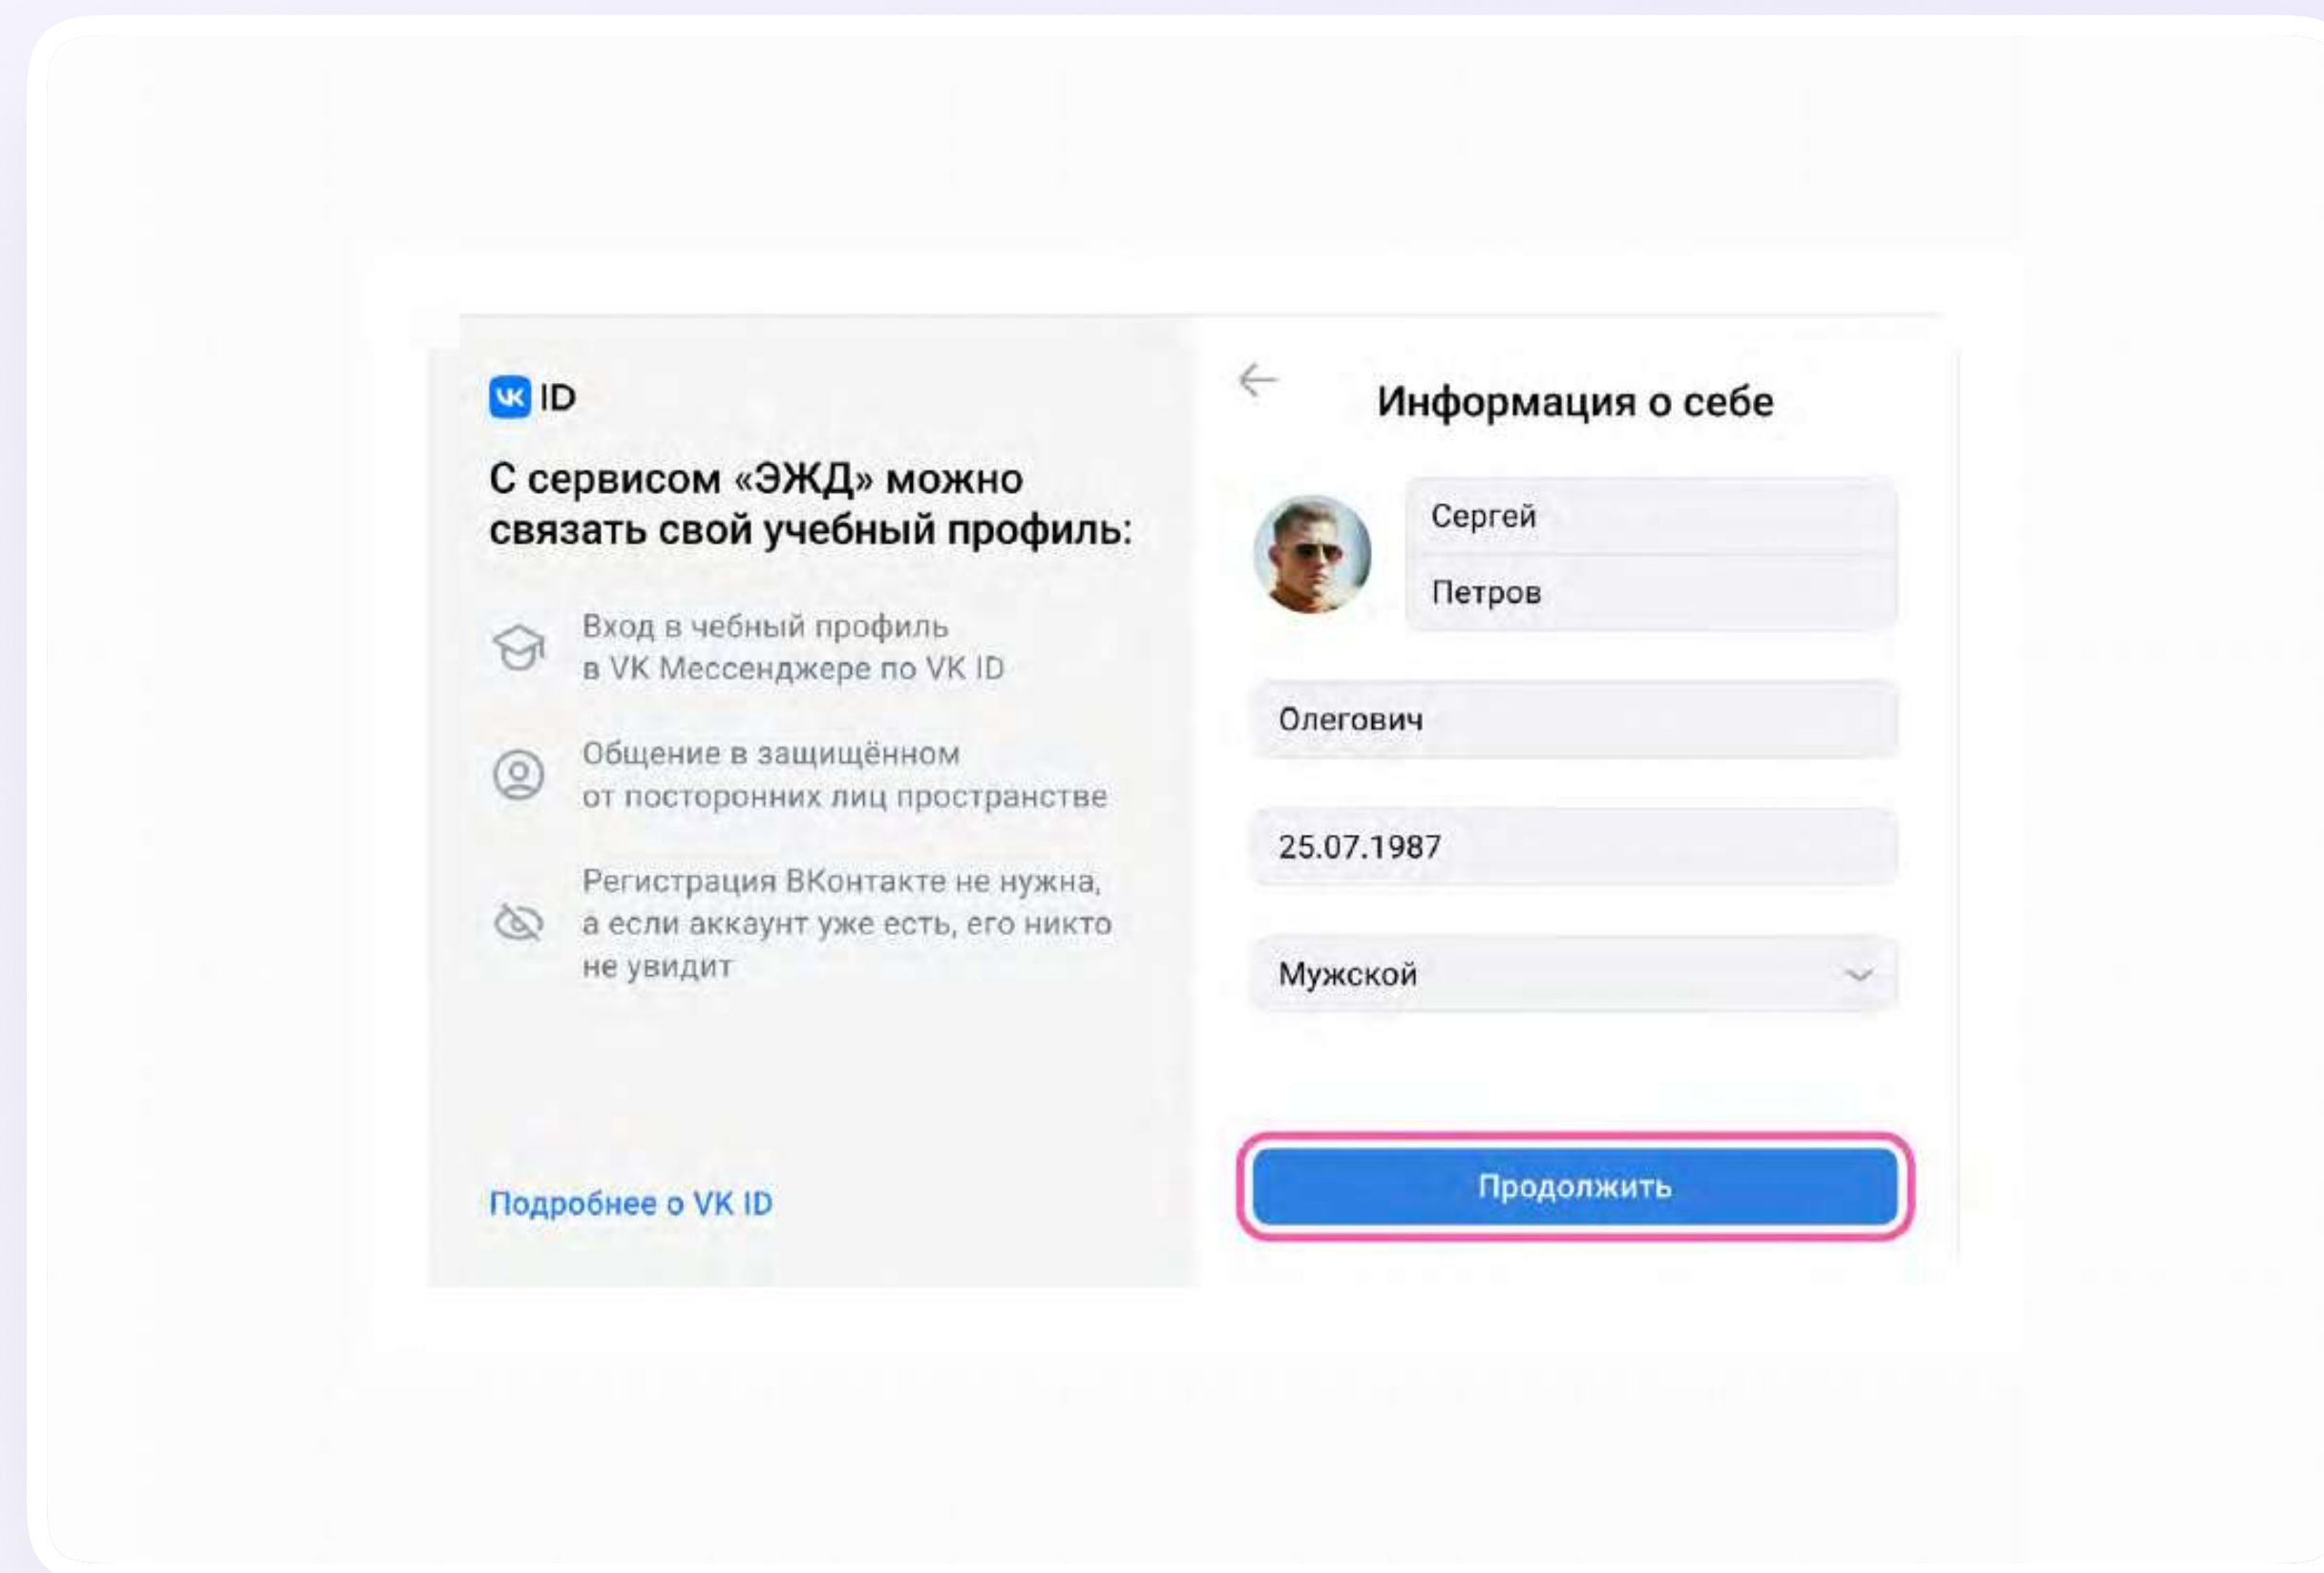 VK ID
С сервисом «ЭЖД» можно
связать свой учебный профиль:
Вход в чебный профиль
в VK Мессенджере по VK ID
Общение в защищённом
от посторонних лиц пространстве
Регистрация ВКонтакте не нужна,
а если аккаунт уже есть, его никто
не увидит
Подробнее о VK ID
Информация о себе
Сергей
Петров
Олегович
25.07.1987
Мужской
Продолжить